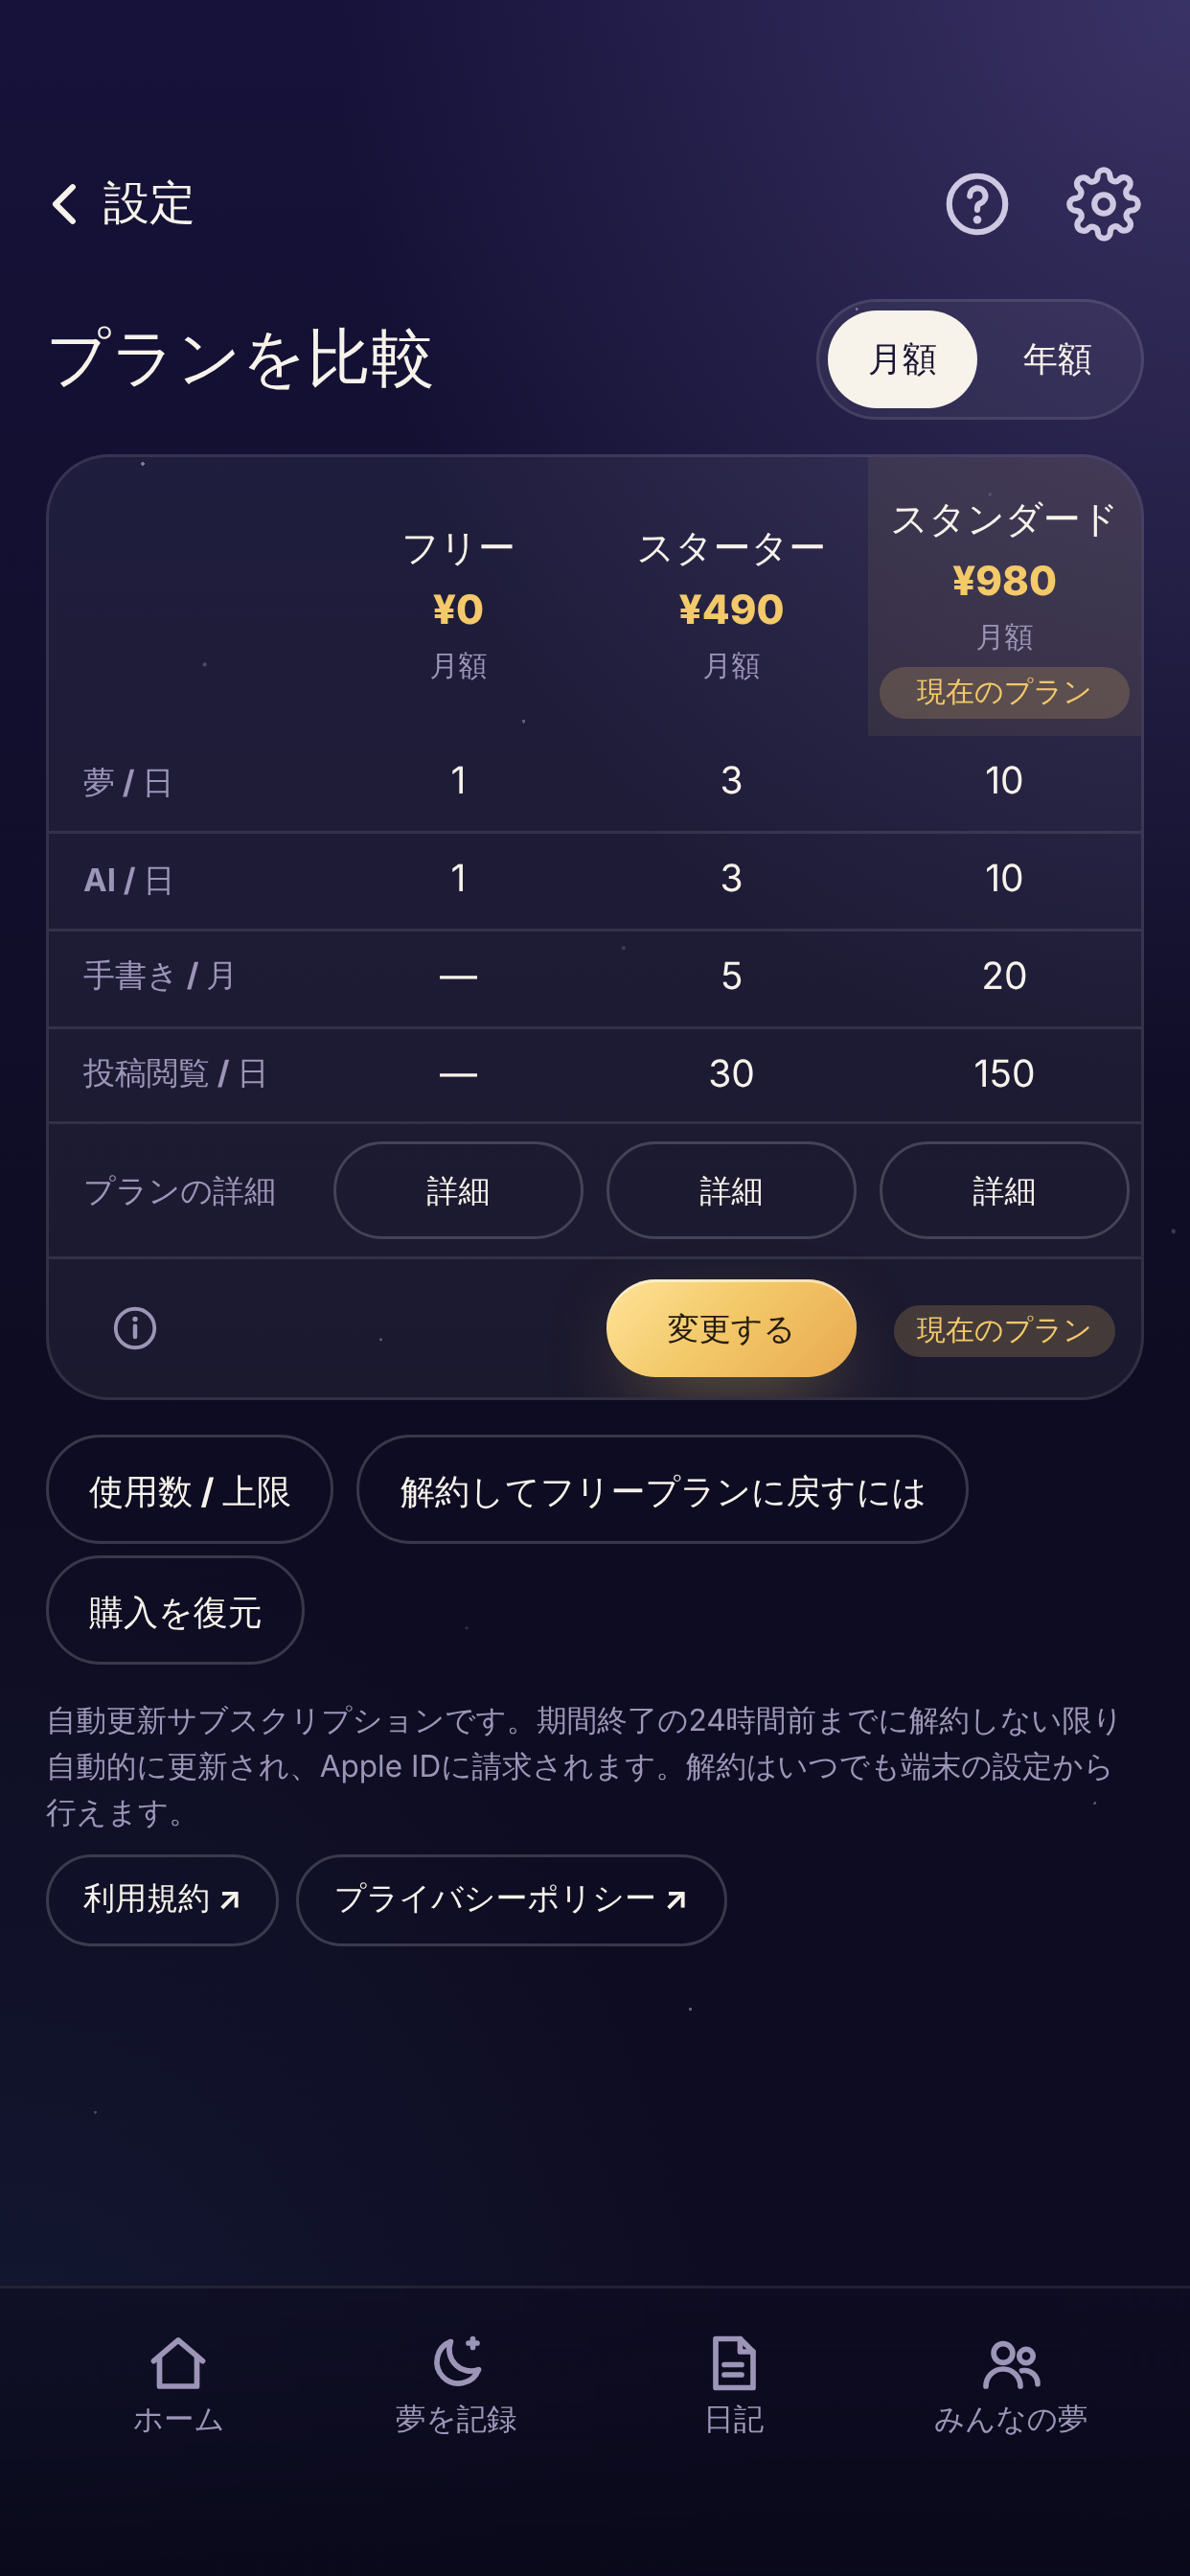 設定
プランを比較
月額 年額
フリー スターター スタンダード
¥0 ¥490 ¥980
月額 月額 月額
現在のプラン
夢 / 日 1 3 10
AI / 日 1 3 10
手書き / 月 — 5 20
投稿閲覧 / 日 — 30 150
プランの詳細 詳細 詳細 詳細
変更する 現在のプラン
使用数 / 上限 解約してフリープランに戻すには
購入を復元
自動更新サブスクリプションです。期間終了の24時間前までに解約しない限り
自動的に更新され、Apple IDに請求されます。解約はいつでも端末の設定から
行えます。
利用規約 プライバシーポリシー
ホーム 夢を記録 日記 みんなの夢